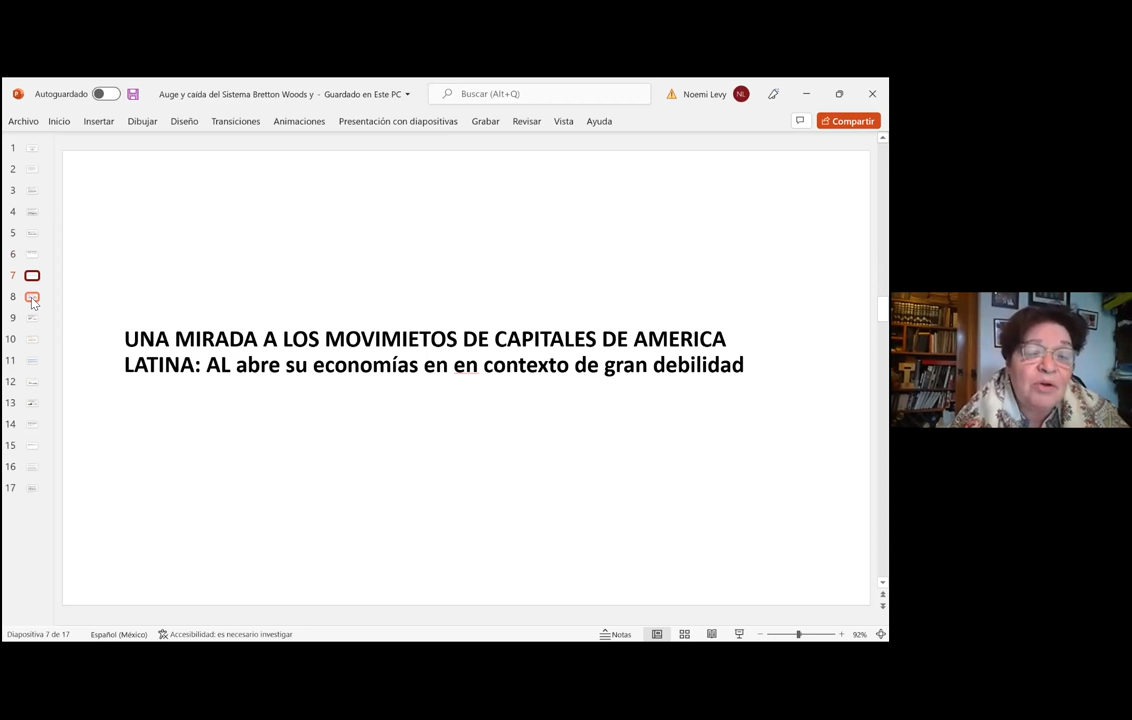 Autoguardado
Auge y caída del Sistema Bretton Woods y - Guardado en Este PC
Buscar (Alt+Q)
Noemi Levy
NL
Archivo Inicio Insertar Dibujar Diseño Transiciones Animaciones Presentación con diapositivas Grabar Revisar Vista Ayuda
Compartir
1
2
3
4
5
6
7
8
9
10
11
12
13
14
15
16
17
UNA MIRADA A LOS MOVIMIETOS DE CAPITALES DE AMERICA
LATINA: AL abre su economías en en contexto de gran debilidad
Diapositiva 7 de 17 Español (México) Accesibilidad: es necesario investigar Notas 92%